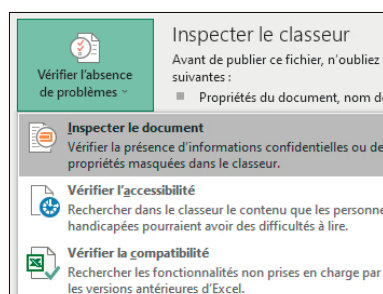 Inspecter le classeur
Avant de publier ce fichier, n'oubliez
suivantes :
Propriétés du document, nom de
Vérifier l'absence
de problèmes
Inspecter le document
Vérifier la présence d'informations confidentielles ou de
propriétés masquées dans le classeur.
Vérifier l'accessibilité
Rechercher dans le classeur le contenu que les personne
handicapées pourraient avoir des difficultés à lire.
Vérifier la compatibilité
Rechercher les fonctionnalités non prises en charge par
les versions antérieures d'Excel.